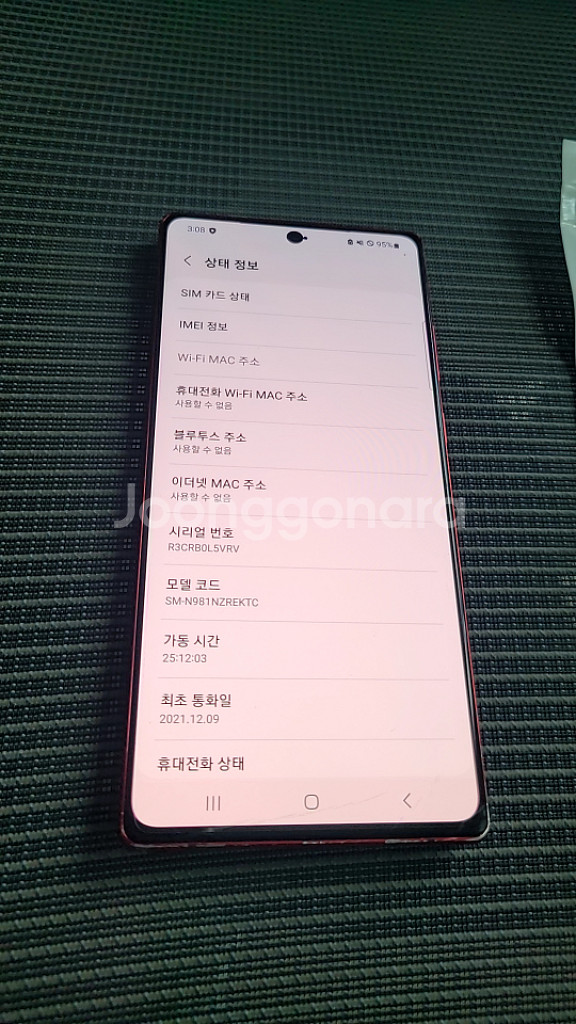 3:08
95%
상태 정보
SIM 카드 상태
IMEI 정보
Wi-Fi MAC 주소
휴대전화 Wi-Fi MAC 주소
사용할 수 없음
블루투스 주소
사용할 수 없음
이더넷 MAC 주소
사용할 수 없음
Joonggonara
시리얼 번호
R3CRB0L5VRV
모델 코드
SM-N981NZREKTC
가동 시간
25:12:03
최초 통화일
2021.12.09
휴대전화 상태